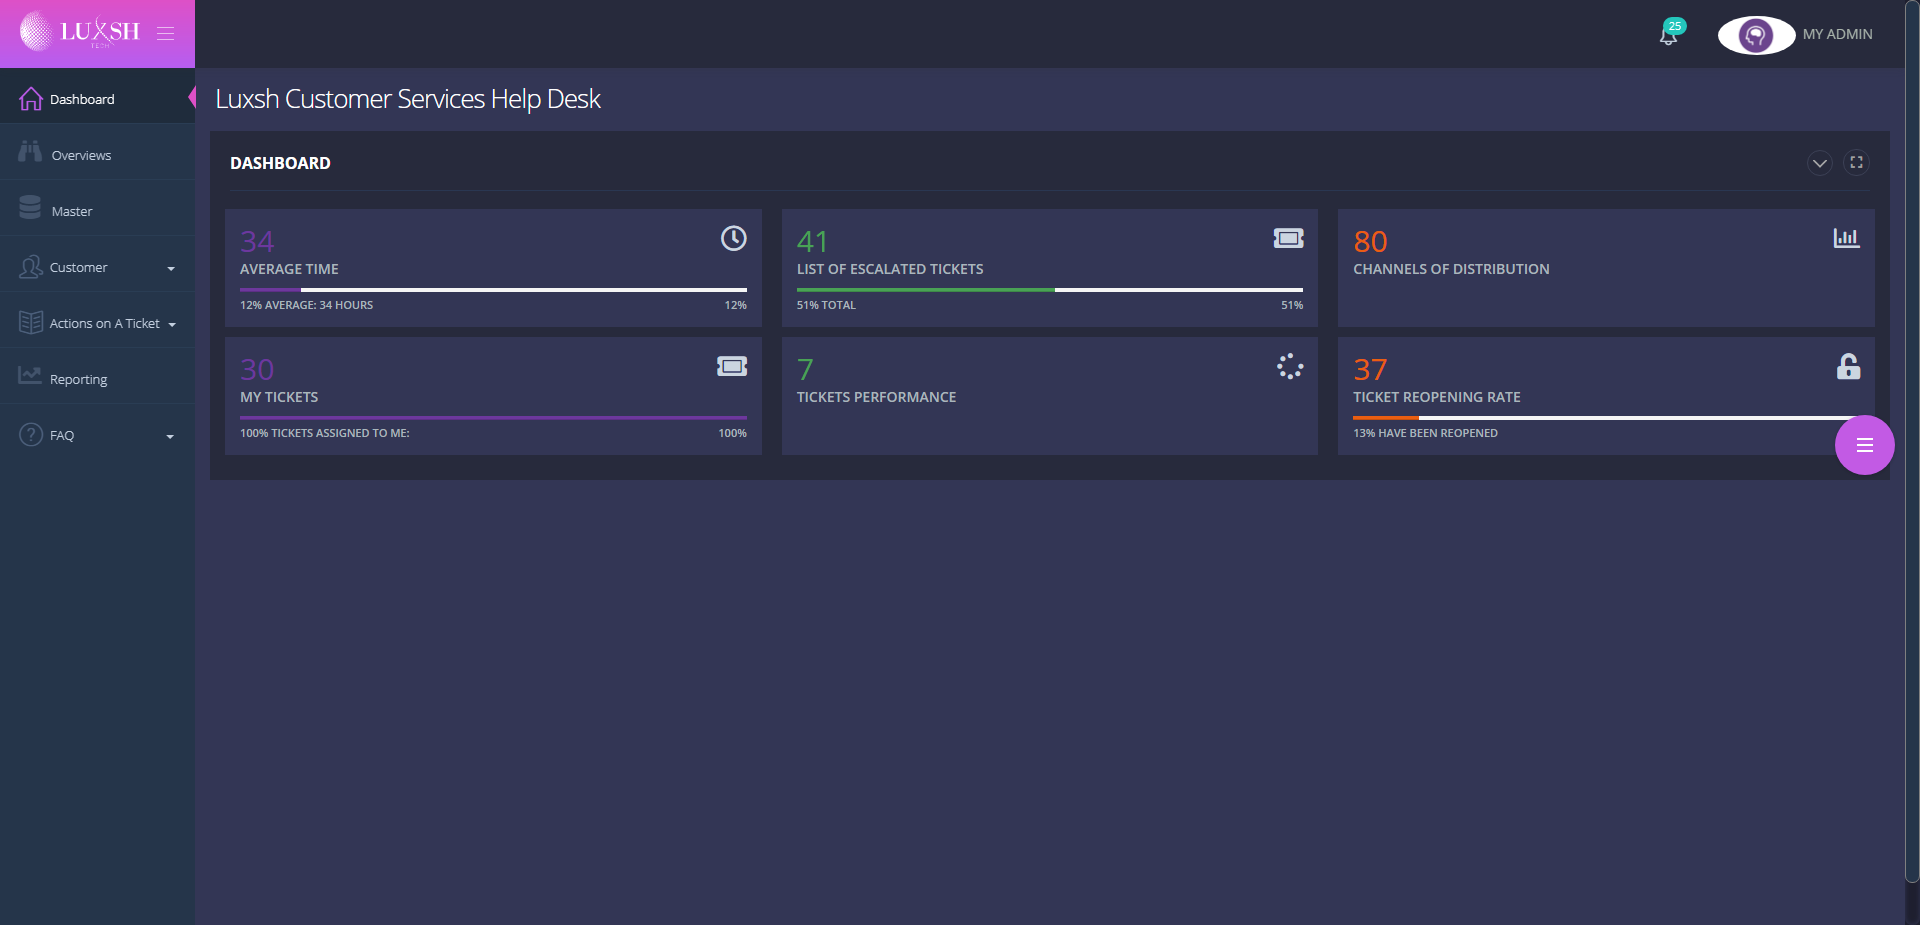 LUXSH
TECH
25
MY ADMIN
Dashboard
Overviews
Master
Customer
Actions on A Ticket
Reporting
FAQ
Luxsh Customer Services Help Desk
DASHBOARD
34
AVERAGE TIME
12% AVERAGE: 34 HOURS
12%
41
LIST OF ESCALATED TICKETS
51% TOTAL
51%
80
CHANNELS OF DISTRIBUTION
30
MY TICKETS
100% TICKETS ASSIGNED TO ME:
100%
7
TICKETS PERFORMANCE
37
TICKET REOPENING RATE
13% HAVE BEEN REOPENED